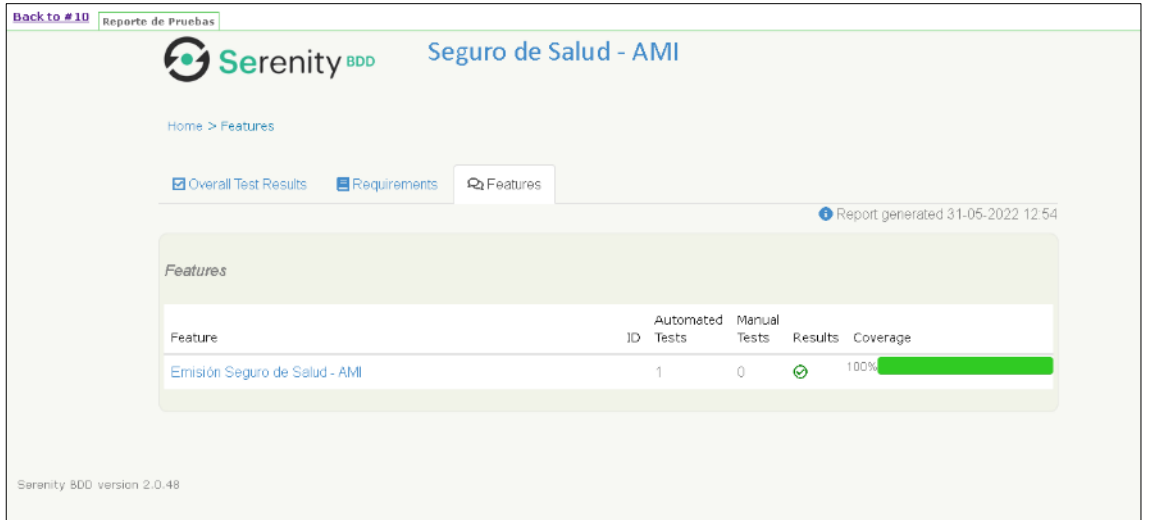 Back to #10 Reporte de Pruebas
Serenity BDD Seguro de Salud - AMI
Home > Features
Overall Test Results Requirements Features
Report generated 31-05-2022 12:54
Features
Feature ID Automated Tests Manual Tests Results Coverage
Emisión Seguro de Salud - AMI 1 0 100%
Serenity BDD version 2.0.48